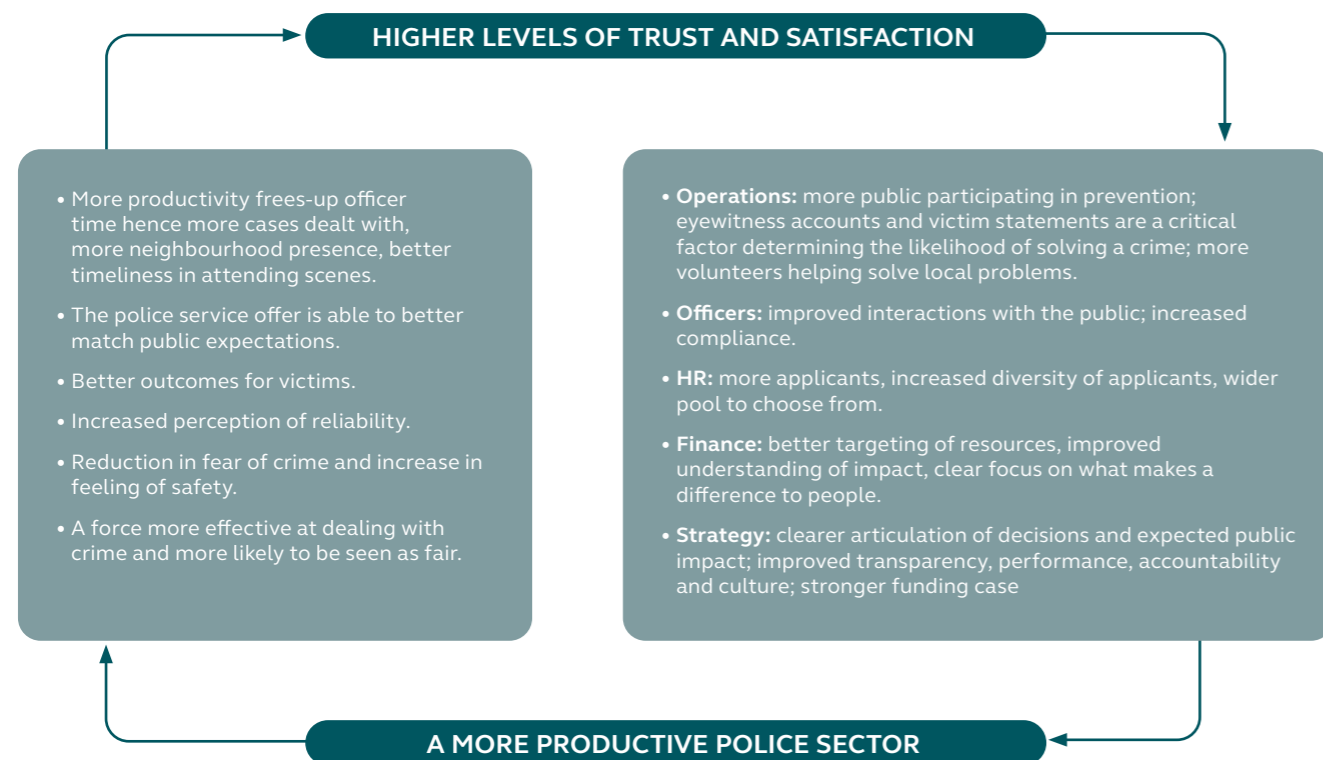 HIGHER LEVELS OF TRUST AND SATISFACTION
• More productivity frees-up officer
time hence more cases dealt with,
more neighbourhood presence, better
timeliness in attending scenes.
• The police service offer is able to better
match public expectations.
• Better outcomes for victims.
• Increased perception of reliability.
• Reduction in fear of crime and increase in
feeling of safety.
• A force more effective at dealing with
crime and more likely to be seen as fair.
• Operations: more public participating in prevention;
eyewitness accounts and victim statements are a critical
factor determining the likelihood of solving a crime; more
volunteers helping solve local problems.
• Officers: improved interactions with the public; increased
compliance.
• HR: more applicants, increased diversity of applicants, wider
pool to choose from.
• Finance: better targeting of resources, improved
understanding of impact, clear focus on what makes a
difference to people.
• Strategy: clearer articulation of decisions and expected public
impact; improved transparency, performance, accountability
and culture; stronger funding case
A MORE PRODUCTIVE POLICE SECTOR